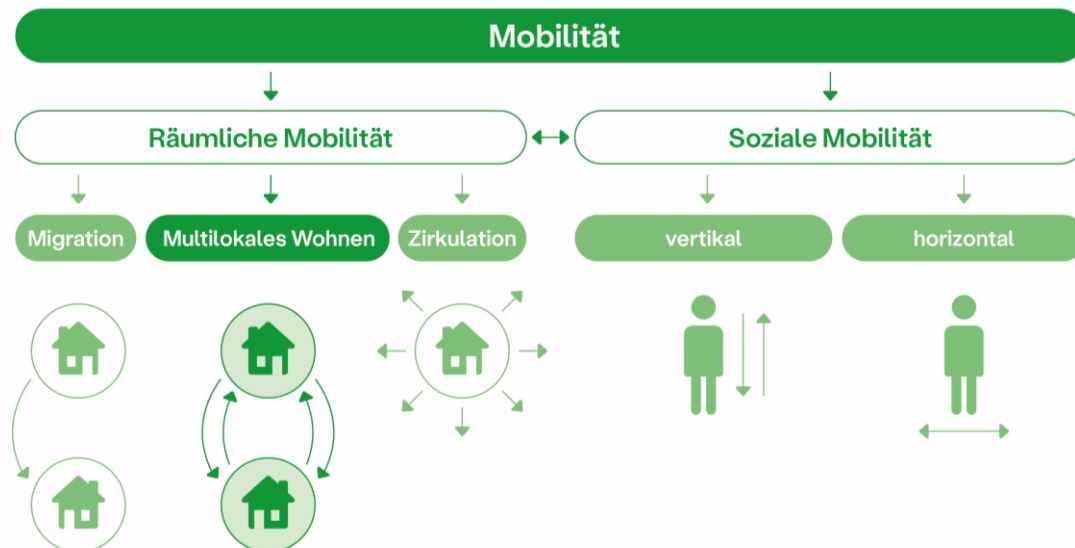 Mobilität
Räumliche Mobilität
Soziale Mobilität
Migration
Multilokales Wohnen
Zirkulation
vertikal
horizontal